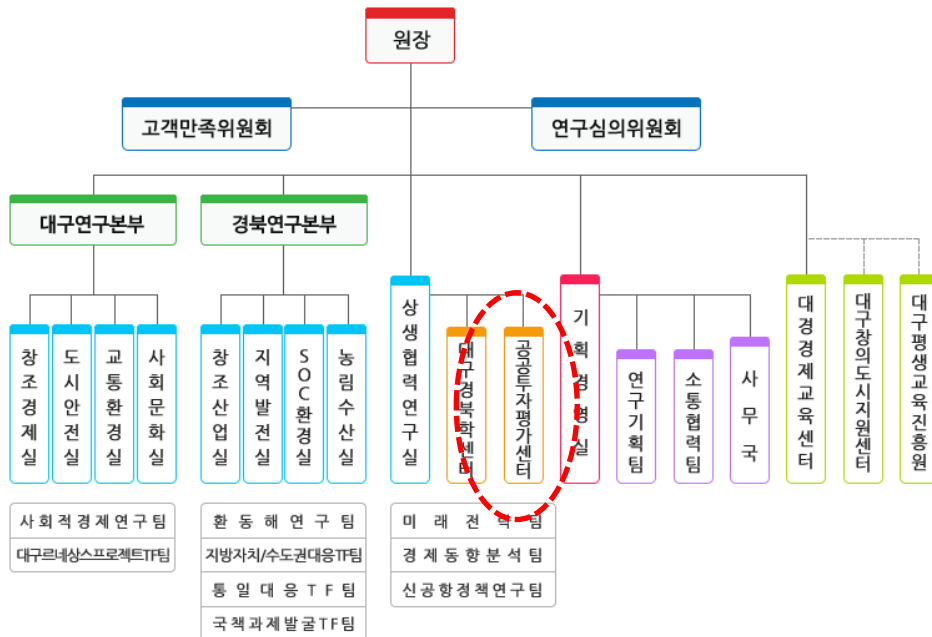 원장
고객만족위원회
연구심의위원회
대구연구본부
경북연구본부
창조경제실
도시안전실
교통환경실
사회문화실
창조산업실
지역발전실
SOC환경실
농림수산실
상생협력연구실
대구경북학센터
공공투자평가센터
기획경영실
연구기획팀
소통협력팀
사무국
대경경제교육센터
대구창의도시지원센터
대구평생교육진흥원
사회적경제연구팀
대구르네상스프로젝트TF팀
환동해연구팀
지방자치/수도권대응TF팀
통일대응TF팀
국책과제발굴TF팀
미래전략팀
경제동향분석팀
신공항정책연구팀